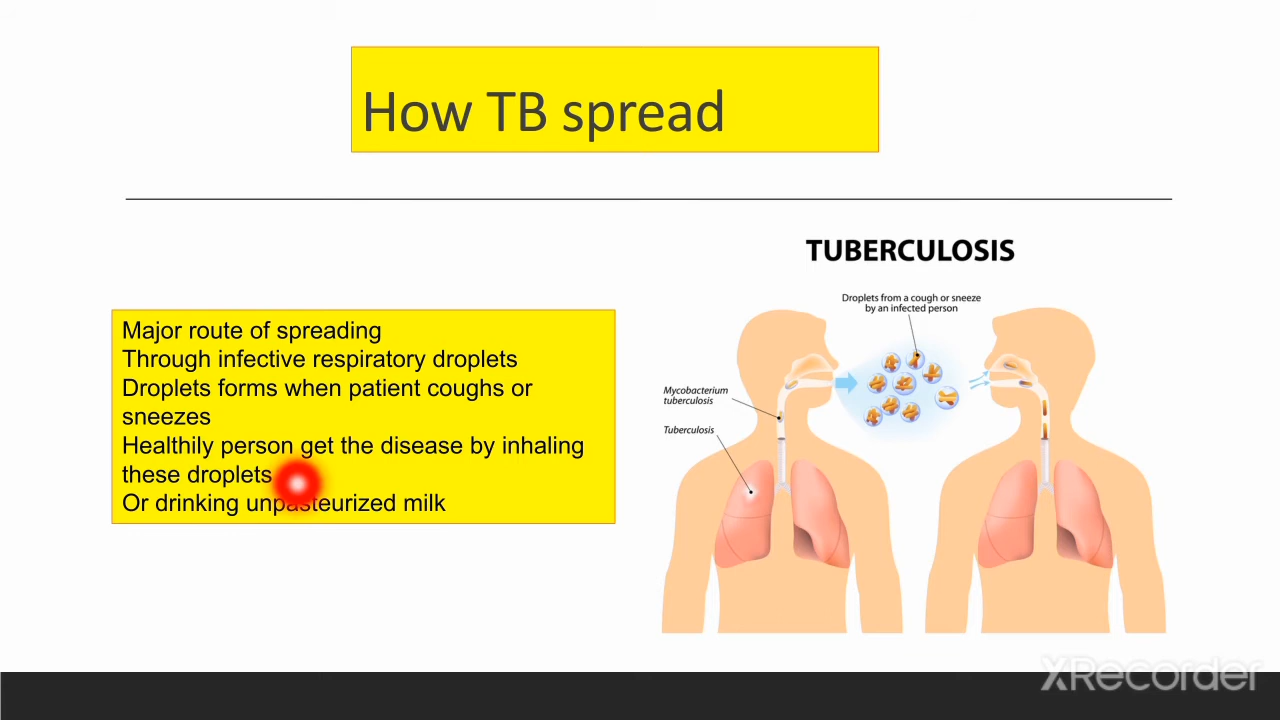 How TB spread
Major route of spreading
Through infective respiratory droplets
Droplets forms when patient coughs or
sneezes
Healthily person get the disease by inhaling
these droplets
Or drinking unpasteurized milk
TUBERCULOSIS
Droplets from a cough or sneeze
by an infected person
Mycobacterium
tuberculosis
Tuberculosis
XRecorder